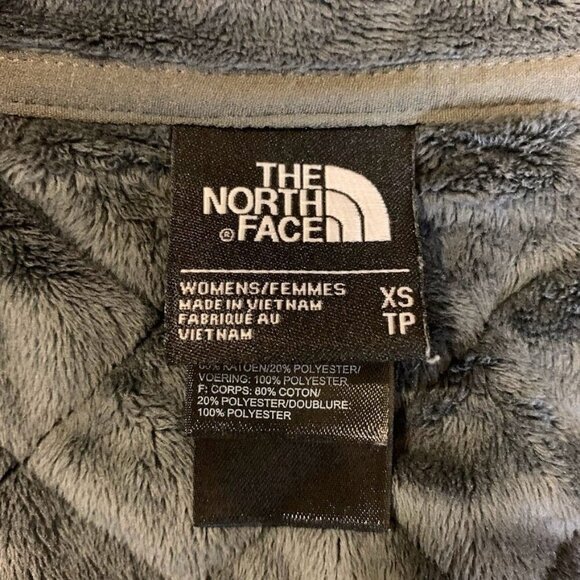 THE
NORTH
® FACE
WOMENS/FEMMES XS
MADE IN VIETNAM
FABRIQUÉ AU TP
VIETNAM
KATOEN/20% POLYESTER/
VOERING: 100% POLYESTER
F: CORPS: 80% COTON/
20% POLYESTER/DOUBLURE:
100% POLYESTER